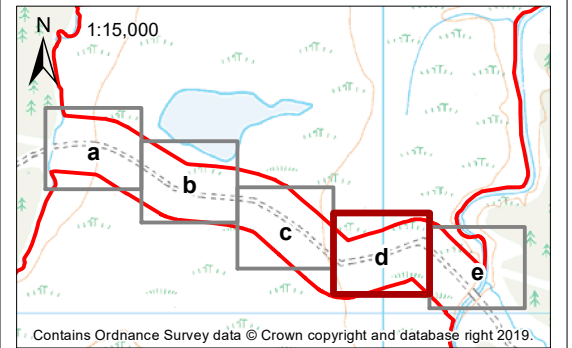 N
1:15,000
a
b
c
d
e
Contains Ordnance Survey data © Crown copyright and database right 2019.